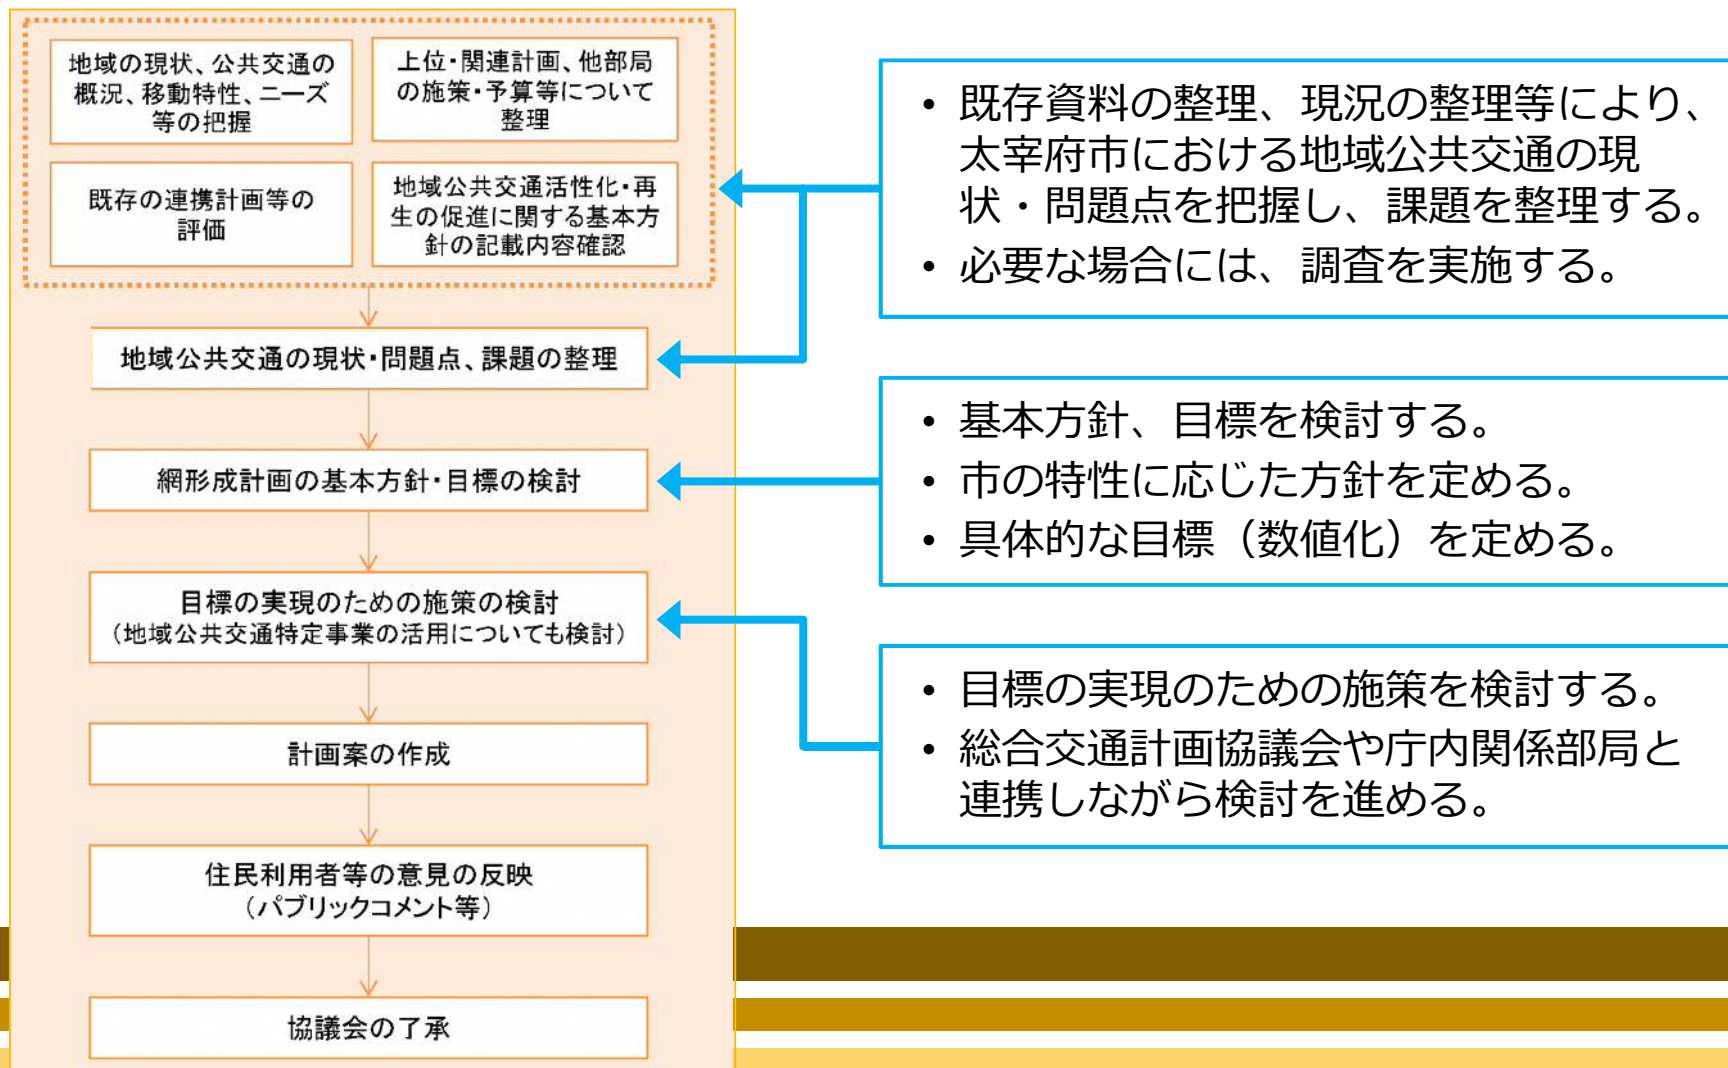 地域の現状、公共交通の
概況、移動特性、ニーズ
等の把握
上位・関連計画、他部局
の施策・予算等について
整理
既存の連携計画等の
評価
地域公共交通活性化・再
生の促進に関する基本方
針の記載内容確認
地域公共交通の現状・問題点、課題の整理
網形成計画の基本方針・目標の検討
目標の実現のための施策の検討
（地域公共交通特定事業の活用についても検討）
計画案の作成
住民利用者等の意見の反映
（パブリックコメント等）
協議会の了承
• 既存資料の整理、現況の整理等により、
太宰府市における地域公共交通の現
状・問題点を把握し、課題を整理する。
• 必要な場合には、調査を実施する。
• 基本方針、目標を検討する。
• 市の特性に応じた方針を定める。
• 具体的な目標（数値化）を定める。
• 目標の実現のための施策を検討する。
• 総合交通計画協議会や庁内関係部局と
連携しながら検討を進める。